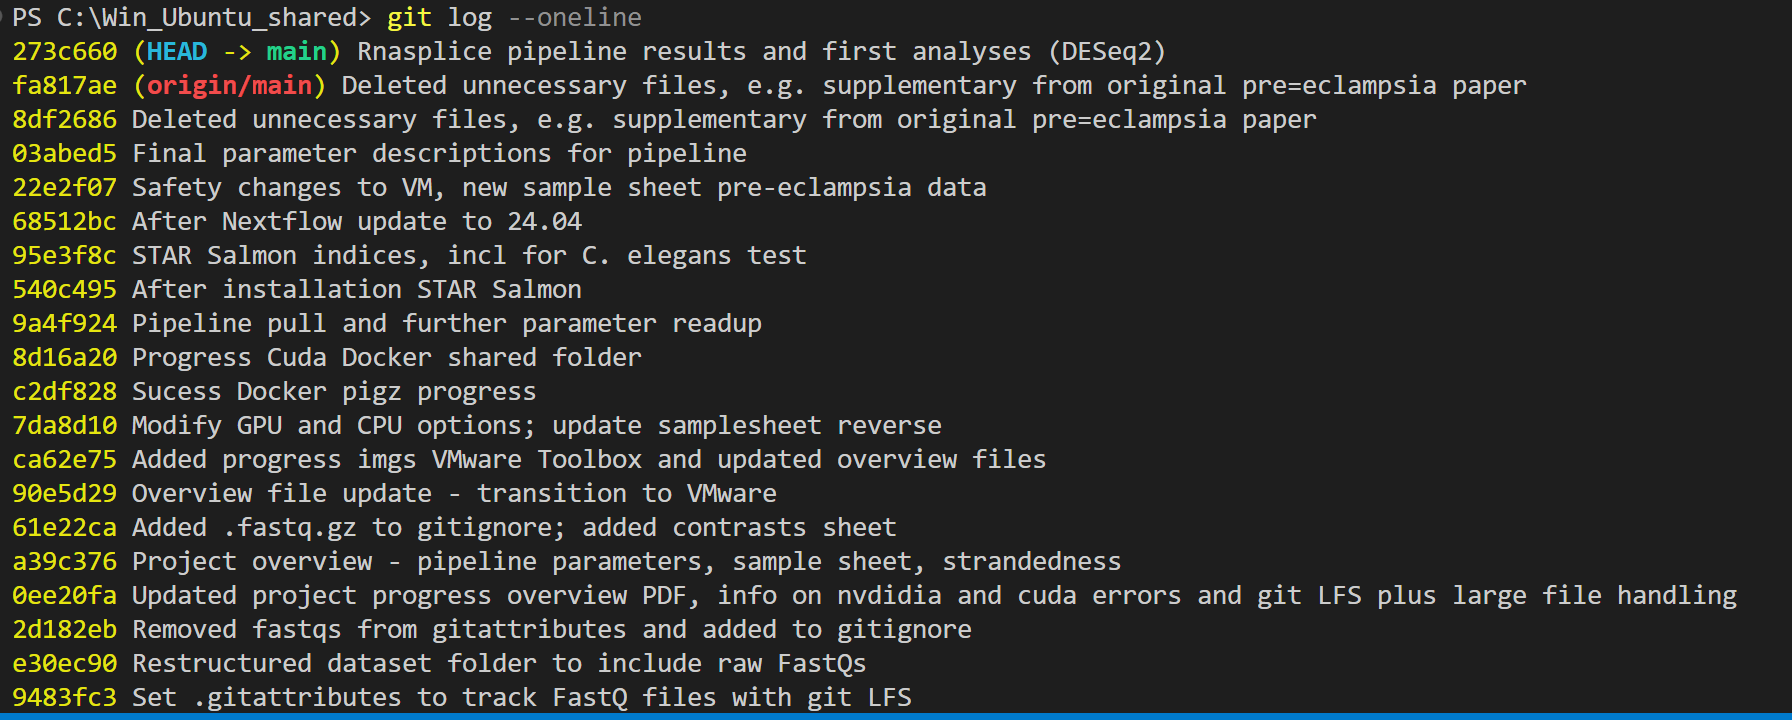 PS C:\Win_Ubuntu_shared> git log --oneline
273c660 (HEAD -> main) Rnasplice pipeline results and first analyses (DESeq2)
fa817ae (origin/main) Deleted unnecessary files, e.g. supplementary from original pre=eclampsia paper
8df2686 Deleted unnecessary files, e.g. supplementary from original pre=eclampsia paper
03abed5 Final parameter descriptions for pipeline
22e2f07 Safety changes to VM, new sample sheet pre-eclampsia data
68512bc After Nextflow update to 24.04
95e3f8c STAR Salmon indices, incl for C. elegans test
540c495 After installation STAR Salmon
9a4f924 Pipeline pull and further parameter readup
8d16a20 Progress Cuda Docker shared folder
c2df828 Sucess Docker pigz progress
7da8d10 Modify GPU and CPU options; update samplesheet reverse
ca62e75 Added progress imgs VMware Toolbox and updated overview files
90e5d29 Overview file update - transition to VMware
61e22ca Added .fastq.gz to gitignore; added contrasts sheet
a39c376 Project overview - pipeline parameters, sample sheet, strandedness
0ee20fa Updated project progress overview PDF, info on nvdidia and cuda errors and git LFS plus large file handling
2d182eb Removed fastqs from gitattributes and added to gitignore
e30ec90 Restructured dataset folder to include raw FastQs
9483fc3 Set .gitattributes to track FastQ files with git LFS